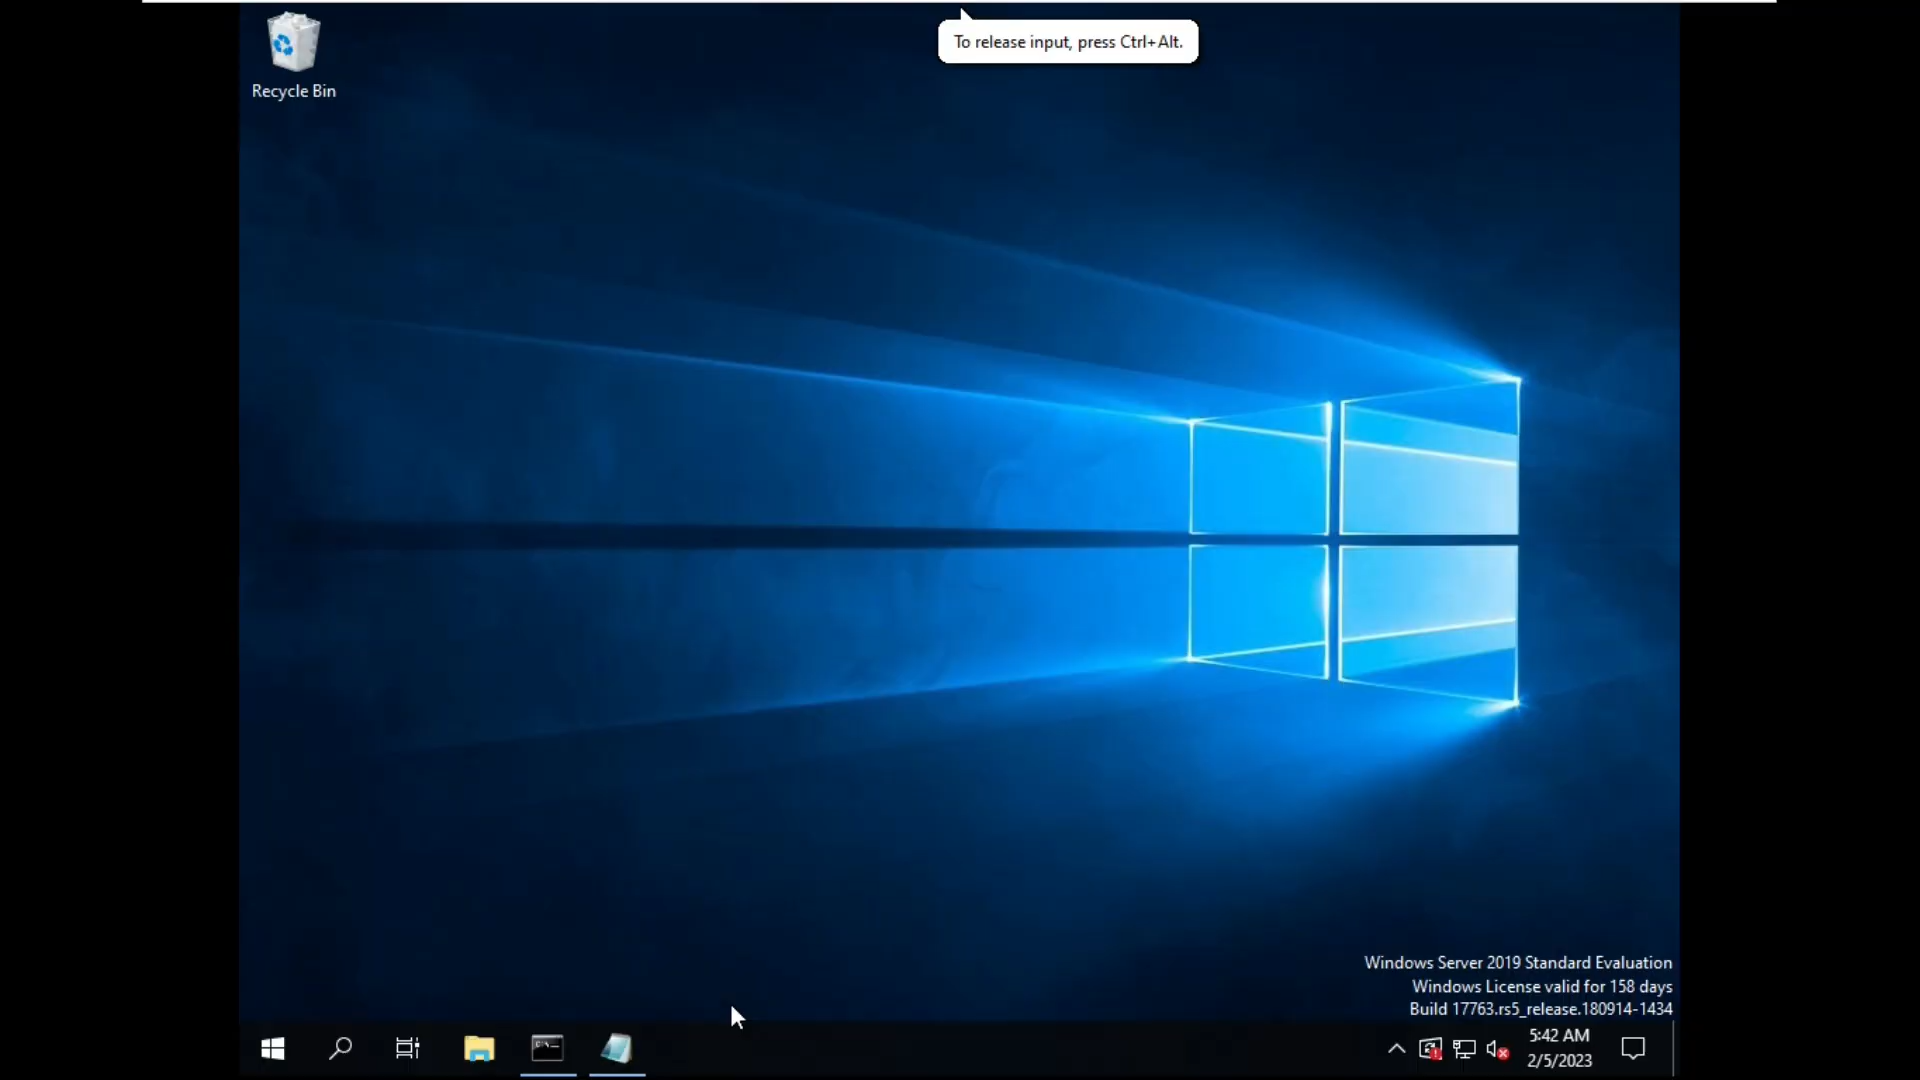 To release input, press Ctrl+Alt.
Recycle Bin
Windows Server 2019 Standard Evaluation
Windows License valid for 158 days
Build 17763.rs5_release.180914-1434
5:42 AM
2/5/2023